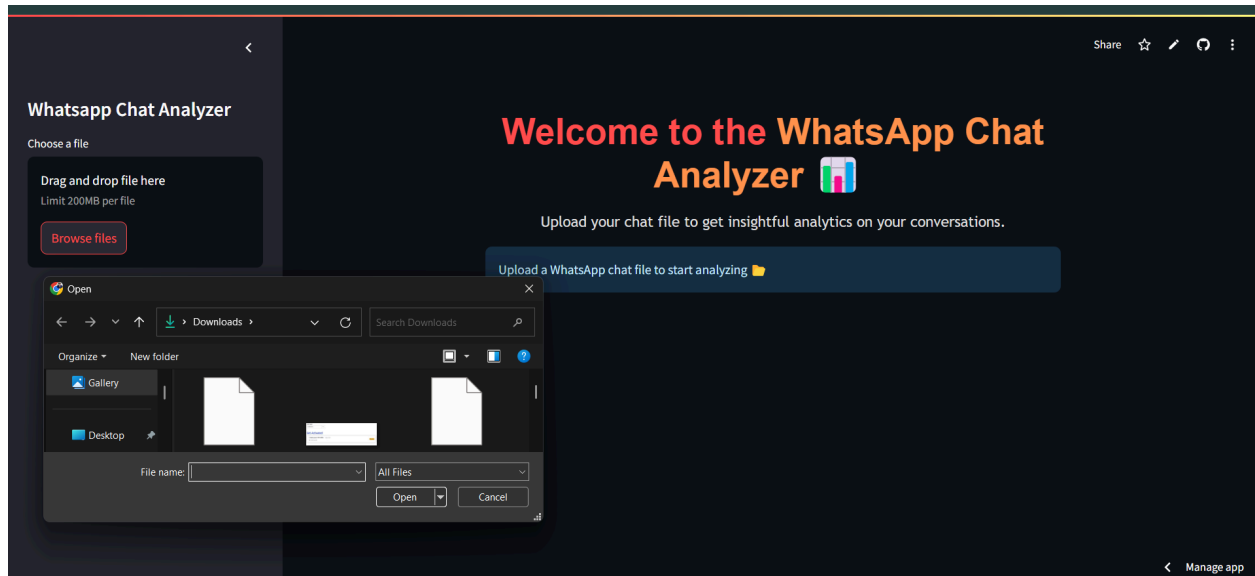 Share
Whatsapp Chat Analyzer
Choose a file
Drag and drop file here
Limit 200MB per file
Browse files
Welcome to the WhatsApp Chat
Analyzer
Upload your chat file to get insightful analytics on your conversations.
Upload a WhatsApp chat file to start analyzing
Open
Downloads
Search Downloads
Organize
New folder
Gallery
Desktop
File name:
All Files
Open
Cancel
Manage app